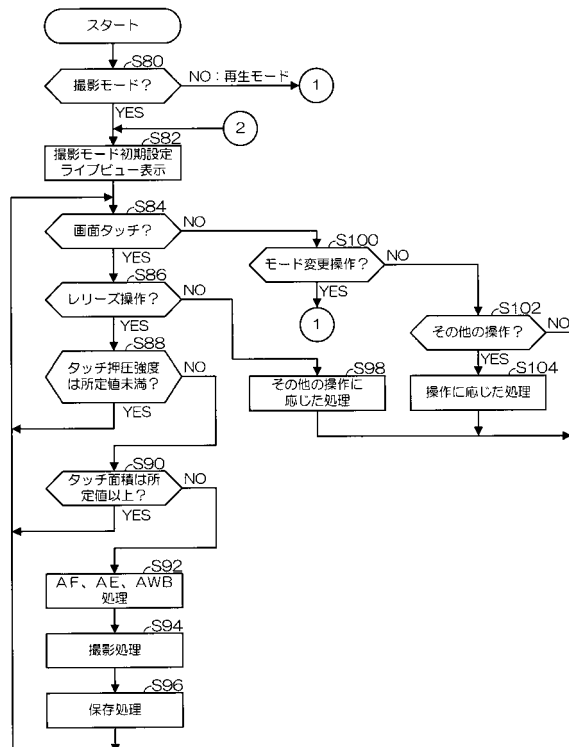 スタート
S80
撮影モード？
NO：再生モード
1
YES
2
S82
撮影モード初期設定
ライブビュー表示
S84
画面タッチ？
NO
YES
S100
モード変更操作？
NO
YES
1
S86
レリーズ操作？
NO
YES
S102
その他の操作？
NO
YES
S88
タッチ押圧強度
は所定値未満？
NO
YES
S98
その他の操作に
応じた処理
S104
操作に応じた処理
S90
タッチ面積は所
定値以上？
NO
YES
S92
ＡＦ、ＡＥ、ＡＷＢ
処理
S94
撮影処理
S96
保存処理